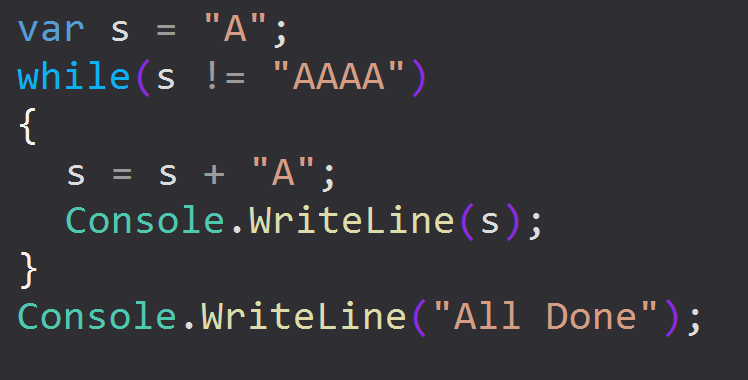 var s = "A";
while(s != "AAAA")
{
  s = s + "A";
  Console.WriteLine(s);
}
Console.WriteLine("All Done");